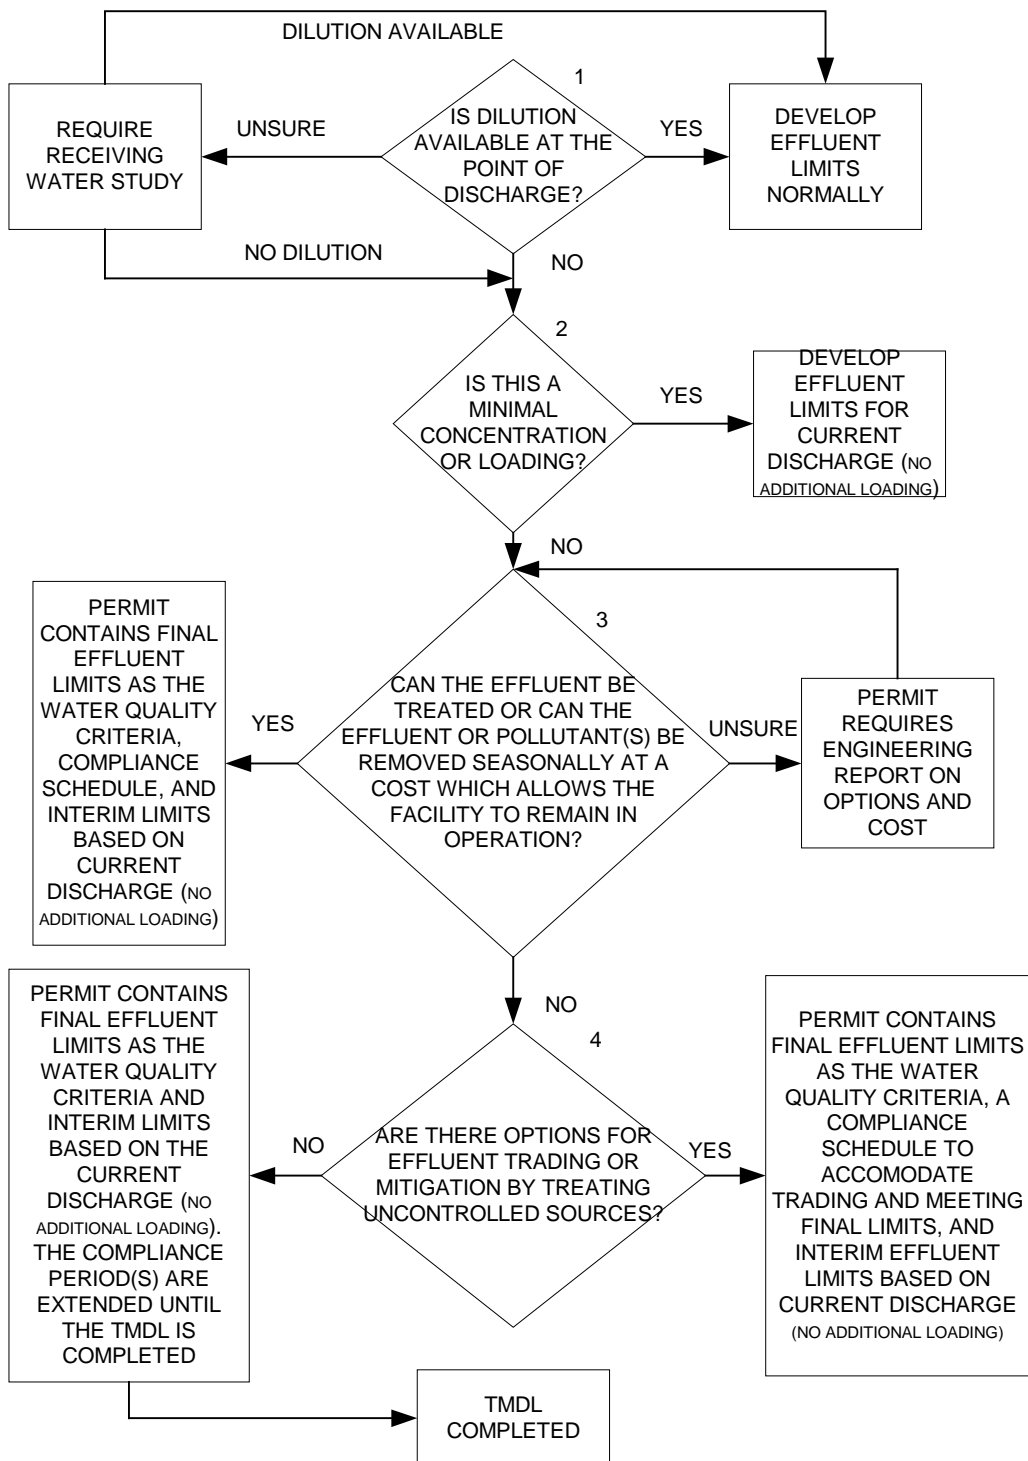 DILUTION AVAILABLE
1
IS DILUTION
AVAILABLE AT THE
POINT OF
DISCHARGE?
UNSURE
YES
REQUIRE
RECEIVING
WATER STUDY
DEVELOP
EFFLUENT
LIMITS
NORMALLY
NO DILUTION
NO
2
IS THIS A
MINIMAL
CONCENTRATION
OR LOADING?
YES
DEVELOP
EFFLUENT
LIMITS FOR
CURRENT
DISCHARGE (NO
ADDITIONAL LOADING)
NO
3
CAN THE EFFLUENT BE
TREATED OR CAN THE
EFFLUENT OR POLLUTANT(S) BE
REMOVED SEASONALLY AT A
COST WHICH ALLOWS THE
FACILITY TO REMAIN IN
OPERATION?
YES
UNSURE
PERMIT
CONTAINS FINAL
EFFLUENT
LIMITS AS THE
WATER QUALITY
CRITERIA,
COMPLIANCE
SCHEDULE, AND
INTERIM LIMITS
BASED ON
CURRENT
DISCHARGE (NO
ADDITIONAL LOADING)
PERMIT
REQUIRES
ENGINEERING
REPORT ON
OPTIONS AND
COST
NO
4
ARE THERE OPTIONS FOR
EFFLUENT TRADING OR
MITIGATION BY TREATING
UNCONTROLLED SOURCES?
NO
YES
PERMIT CONTAINS
FINAL EFFLUENT
LIMITS AS THE
WATER QUALITY
CRITERIA AND
INTERIM LIMITS
BASED ON THE
CURRENT
DISCHARGE (NO
ADDITIONAL LOADING).
THE COMPLIANCE
PERIOD(S) ARE
EXTENDED UNTIL
THE TMDL IS
COMPLETED
PERMIT CONTAINS
FINAL EFFLUENT LIMITS
AS THE WATER
QUALITY CRITERIA, A
COMPLIANCE
SCHEDULE TO
ACCOMODATE
TRADING AND MEETING
FINAL LIMITS, AND
INTERIM EFFLUENT
LIMITS BASED ON
CURRENT DISCHARGE
(NO ADDITIONAL LOADING)
TMDL
COMPLETED